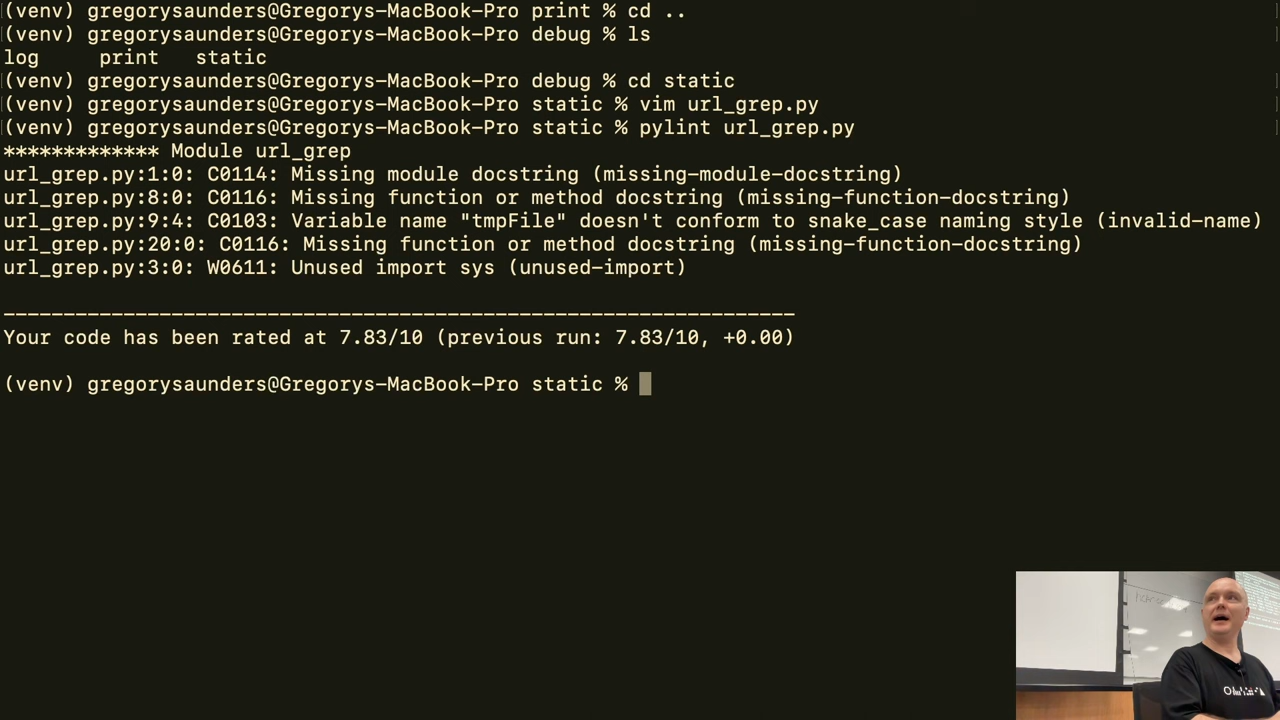 (venv) gregorysaunders@Gregorys-MacBook-Pro print % cd ..
(venv) gregorysaunders@Gregorys-MacBook-Pro debug % ls
log     print   static
(venv) gregorysaunders@Gregorys-MacBook-Pro debug % cd static
(venv) gregorysaunders@Gregorys-MacBook-Pro static % vim url_grep.py
(venv) gregorysaunders@Gregorys-MacBook-Pro static % pylint url_grep.py
************* Module url_grep
url_grep.py:1:0: C0114: Missing module docstring (missing-module-docstring)
url_grep.py:8:0: C0116: Missing function or method docstring (missing-function-docstring)
url_grep.py:9:4: C0103: Variable name "tmpFile" doesn't conform to snake_case naming style (invalid-name)
url_grep.py:20:0: C0116: Missing function or method docstring (missing-function-docstring)
url_grep.py:3:0: W0611: Unused import sys (unused-import)
------------------------------------------------------------------
Your code has been rated at 7.83/10 (previous run: 7.83/10, +0.00)
(venv) gregorysaunders@Gregorys-MacBook-Pro static %